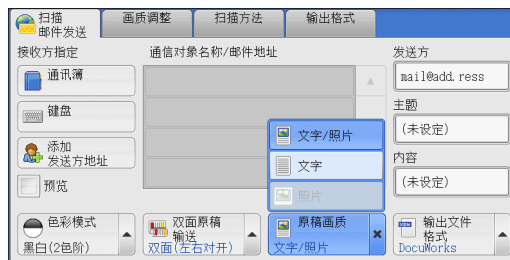 扫描
邮件发送
画质调整
扫描方法
输出格式
接收方指定
通信对象名称/邮件地址
发送方
通讯簿
mail@add.ress
键盘
主题
(未设定)
添加
发送方地址
文字/照片
文字
内容
(未设定)
预览
照片
色彩模式
黑白(2色阶)
双面原稿
输送
双面(左右对开)
原稿画质
文字/照片
输出文件
格式
DocuWorks